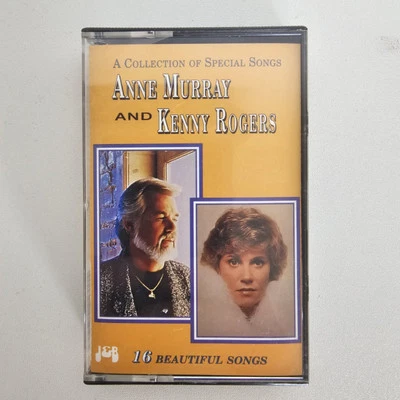 A COLLECTION OF SPECIAL SONGS
ANNE MURRAY
AND KENNY ROGERS
J&B
16 BEAUTIFUL SONGS